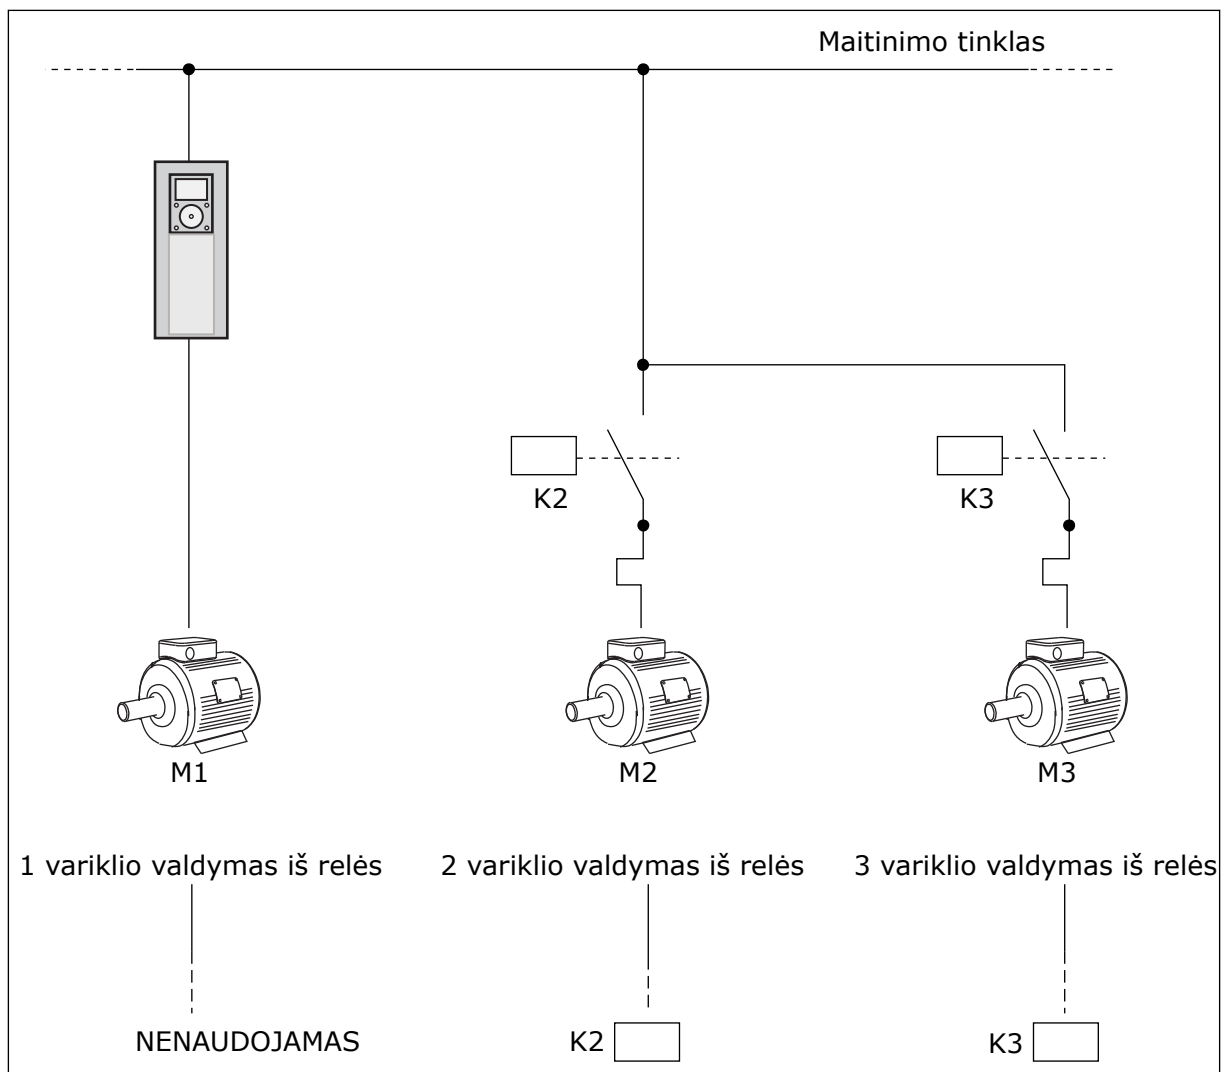 Maitinimo tinklas
K2
K3
M1
M2
M3
1 variklio valdymas iš relės
2 variklio valdymas iš relės
3 variklio valdymas iš relės
NENAUDOJAMAS
K2
K3